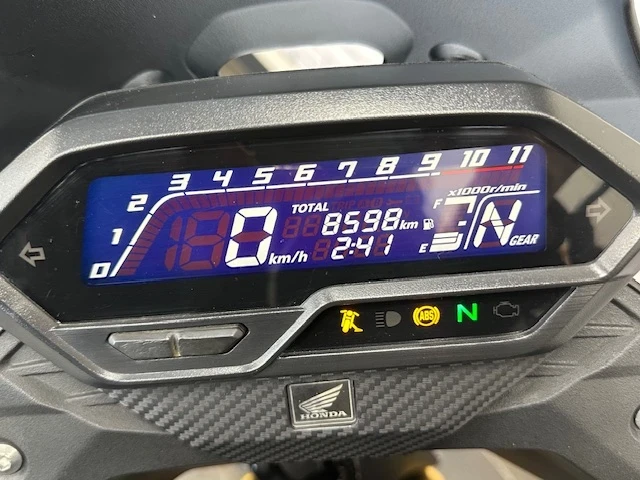 0 1 2 3 4 5 6 7 8 9 10 11
x1000r/min
TOTAL
8598 km
0 km/h
2:41
F
E
N
GEAR
ABS
N
HONDA